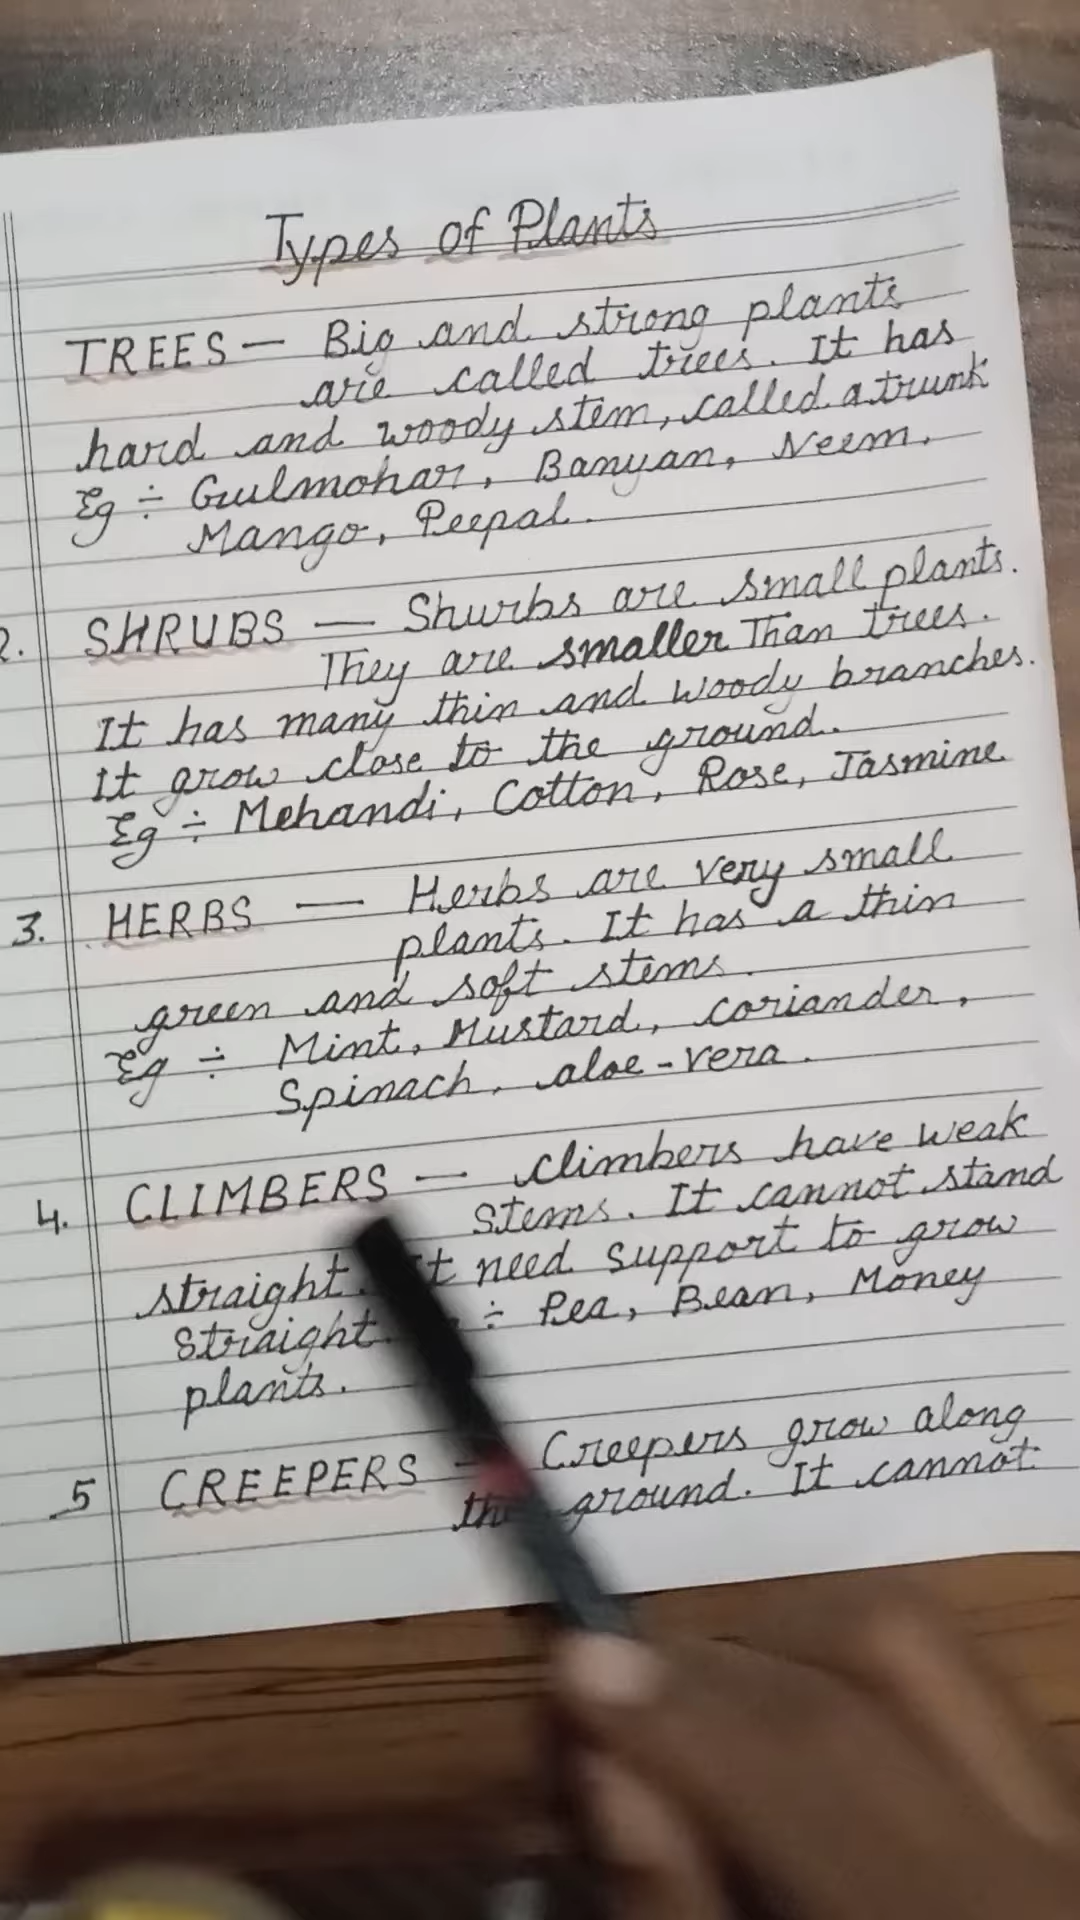 Types of Plants
TREES — Big and strong plants
are called trees. It has
hard and woody stem, called a trunk
Eg ÷ Gulmohar, Banyan, Neem,
Mango, Peepal.
2. SHRUBS — Shurbs are small plants.
They are smaller Than trees.
It has many thin and woody branches.
It grow close to the ground.
Eg ÷ Mehandi, Cotton, Rose, Jasmine
3. HERBS — Herbs are very small
plants. It has a thin
green and soft stems.
Eg ÷ Mint, Mustard, coriander,
Spinach, aloe-vera.
4. CLIMBERS — climbers have weak
Stems. It cannot stand
straight. It need support to grow
Straight. ÷ Pea, Bean, Money
plants.
5 CREEPERS — Creepers grow along
the ground. It cannot